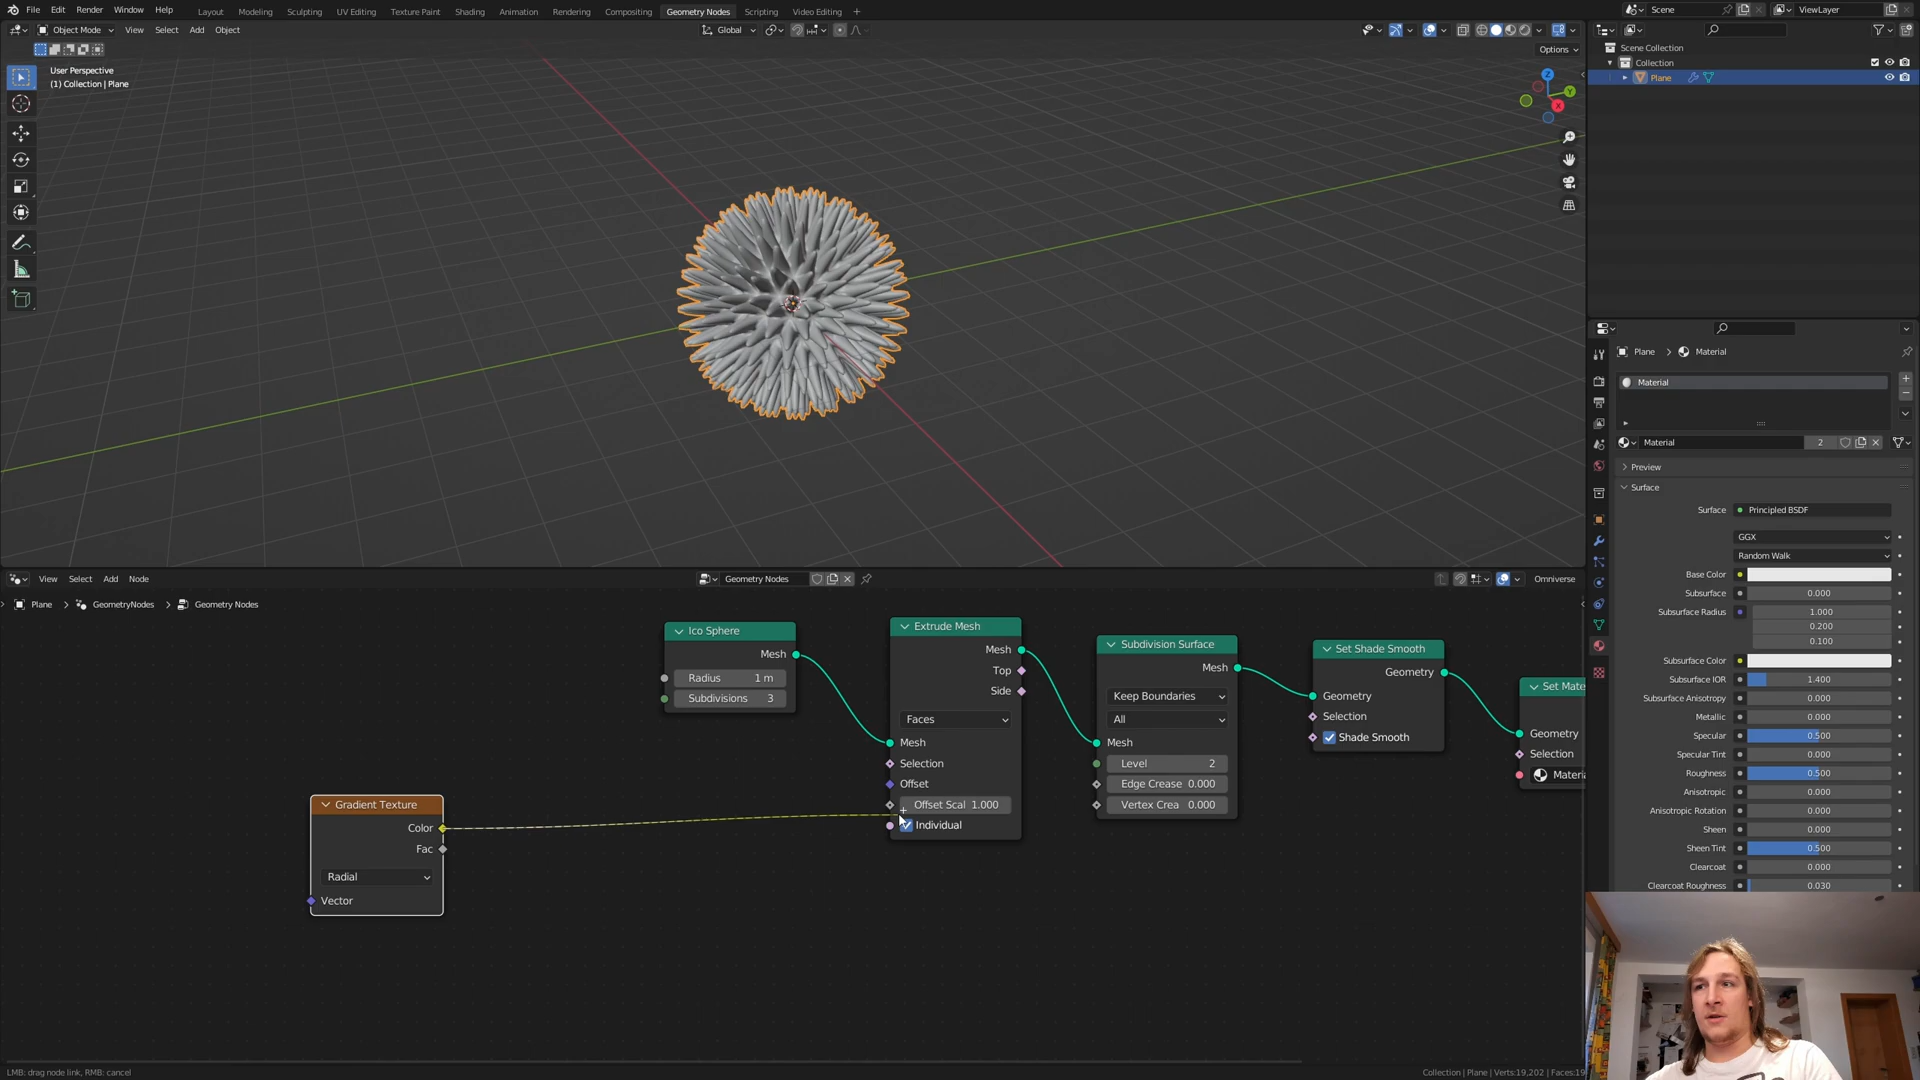 File Edit Render Window Help Layout Modeling Sculpting UV Editing Texture Paint Shading Animation Rendering Compositing Geometry Nodes Scripting Video Editing + Scene ViewLayer
Object Mode View Select Add Object Global
Options
User Perspective
(1) Collection | Plane
Z
Y
X
Scene Collection
Collection
Plane
Plane > Material
Material
Material 2
Preview
Surface
Surface Principled BSDF
GGX
Random Walk
Base Color
Subsurface 0.000
Subsurface Radius 1.000
0.200
0.100
Subsurface Color
Subsurface IOR 1.400
Subsurface Anisotropy 0.000
Metallic 0.000
Specular 0.500
Specular Tint 0.000
Roughness 0.500
Anisotropic 0.000
Anisotropic Rotation 0.000
Sheen 0.000
Sheen Tint 0.500
Clearcoat 0.000
Clearcoat Roughness 0.030
View Select Add Node Geometry Nodes Omniverse
Plane > GeometryNodes > Geometry Nodes
Ico Sphere
Mesh
Radius 1 m
Subdivisions 3
Extrude Mesh
Mesh
Top
Side
Faces
Mesh
Selection
Offset
Offset Scal 1.000
Individual
Subdivision Surface
Mesh
Keep Boundaries
All
Mesh
Level 2
Edge Crease 0.000
Vertex Crea 0.000
Set Shade Smooth
Geometry
Geometry
Selection
Shade Smooth
Set Mate
Geometry
Selection
Materia
Gradient Texture
Color
Fac
Radial
Vector
LMB: drag node link, RMB: cancel
Collection | Plane | Verts:19,202 | Faces:19